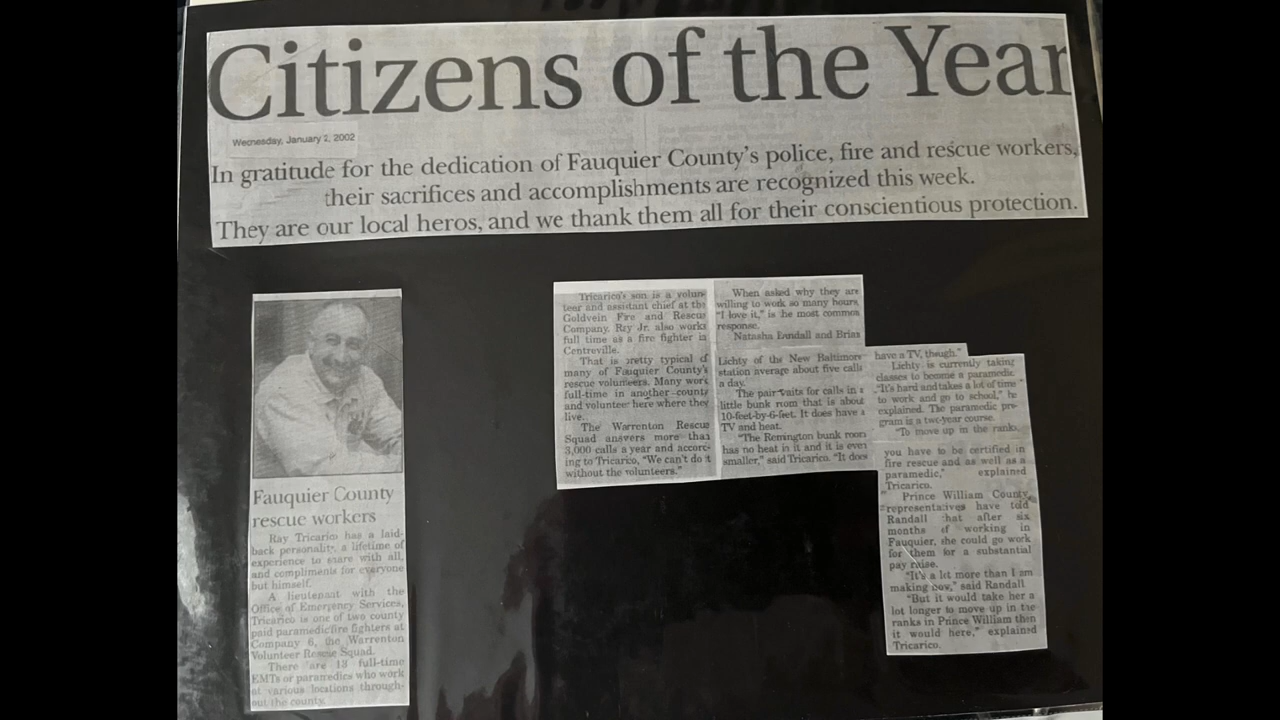 Citizens of the Year
Wednesday, January 2, 2002
In gratitude for the dedication of Fauquier County's police, fire and rescue workers,
their sacrifices and accomplishments are recognized this week.
They are our local heros, and we thank them all for their conscientious protection.
Fauquier County
rescue workers
Ray Tricarico has a laid-
back personality, a lifetime of
experience to share with all,
and compliments for everyone
but himself.
A lieutenant with the
Office of Emergency Services,
Tricarico is one of two county
paid paramedic/fire fighters at
Company 6, the Warrenton
Volunteer Rescue Squad.
There are 13 full-time
EMTs or paramedics who work
at various locations through-
out the county.
Tricarico's son is a volun-
teer and assistant chief at the
Goldvein Fire and Rescue
Company. Ray Jr. also works
full time as a fire fighter in
Centreville.
That is pretty typical of
many of Fauquier County's
rescue volunteers. Many work
full-time in another county
and volunteer here where they
live.
The Warrenton Rescue
Squad answers more than
3,000 calls a year and accord-
ing to Tricarico, "We can't do it
without the volunteers."
When asked why they are
willing to work so many hours,
"I love it," is the most common
response.
Natasha Randall and Brian
Lichty of the New Baltimore
station average about five calls
a day.
The pair waits for calls in a
little bunk room that is about
10-feet-by-6-feet. It does have a
TV and heat.
"The Remington bunk room
has no heat in it and it is even
smaller," said Tricarico. "It does
have a TV, though."
Lichty is currently taking
classes to become a paramedic.
"It's hard and takes a lot of time
to work and go to school," he
explained. The paramedic pro-
gram is a two-year course.
"To move up in the ranks,
you have to be certified in
fire rescue and as well as a
paramedic," explained
Tricarico.
Prince William County
representatives have told
Randall that after six
months of working in
Fauquier, she could go work
for them for a substantial
pay raise.
"It's a lot more than I am
making now," said Randall.
"But it would take her a
lot longer to move up in the
ranks in Prince William then
it would here," explained
Tricarico.